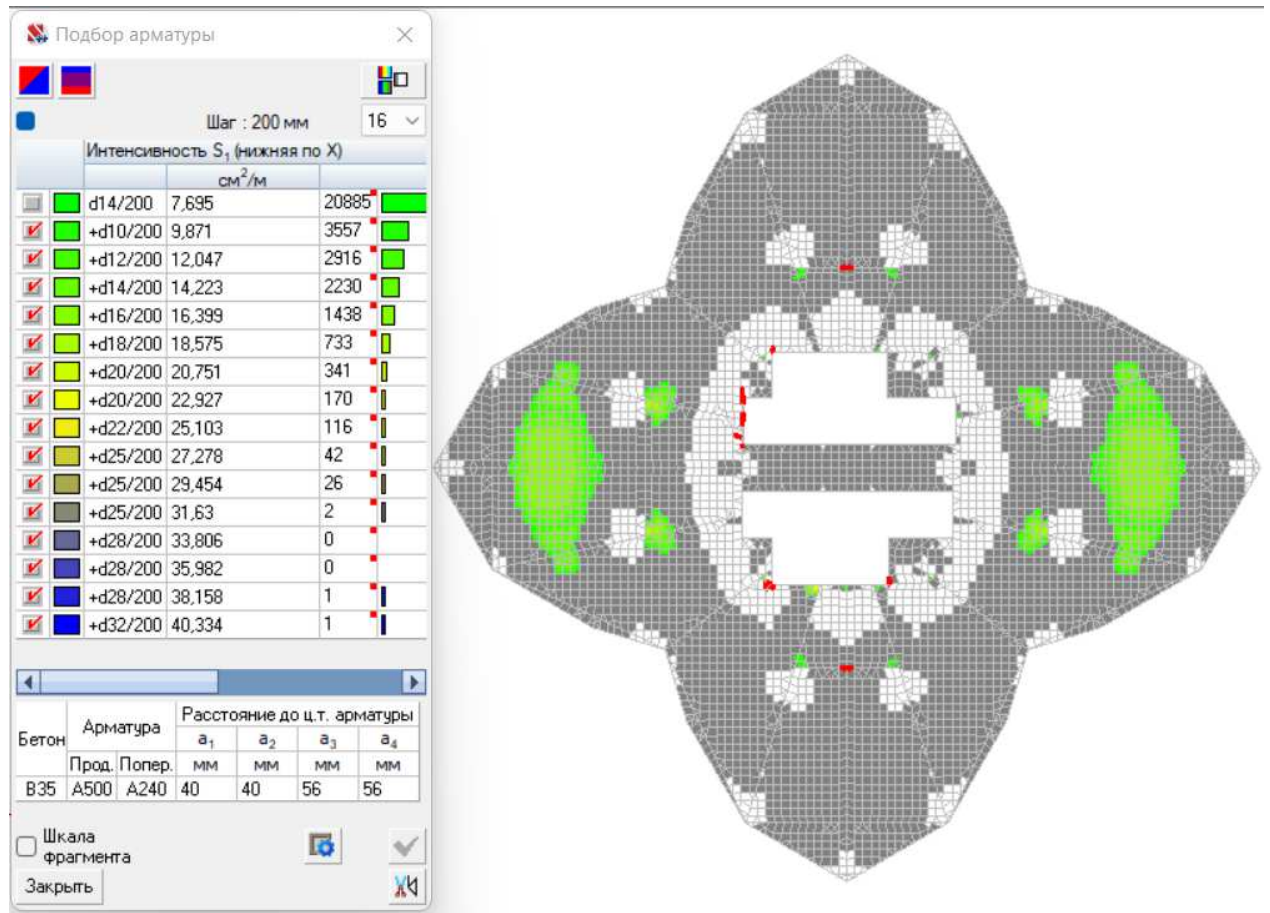 Подбор арматуры
Шаг : 200 мм 16
Интенсивность S₁ (нижняя по X)
см²/м
d14/200 7,695 20885
+d10/200 9,871 3557
+d12/200 12,047 2916
+d14/200 14,223 2230
+d16/200 16,399 1438
+d18/200 18,575 733
+d20/200 20,751 341
+d20/200 22,927 170
+d22/200 25,103 116
+d25/200 27,278 42
+d25/200 29,454 26
+d25/200 31,63 2
+d28/200 33,806 0
+d28/200 35,982 0
+d28/200 38,158 1
+d32/200 40,334 1
Бетон Арматура Расстояние до ц.т. арматуры
a₁ a₂ a₃ a₄
Прод. Попер. мм мм мм мм
B35 A500 A240 40 40 56 56
Шкала
фрагмента
Закрыть